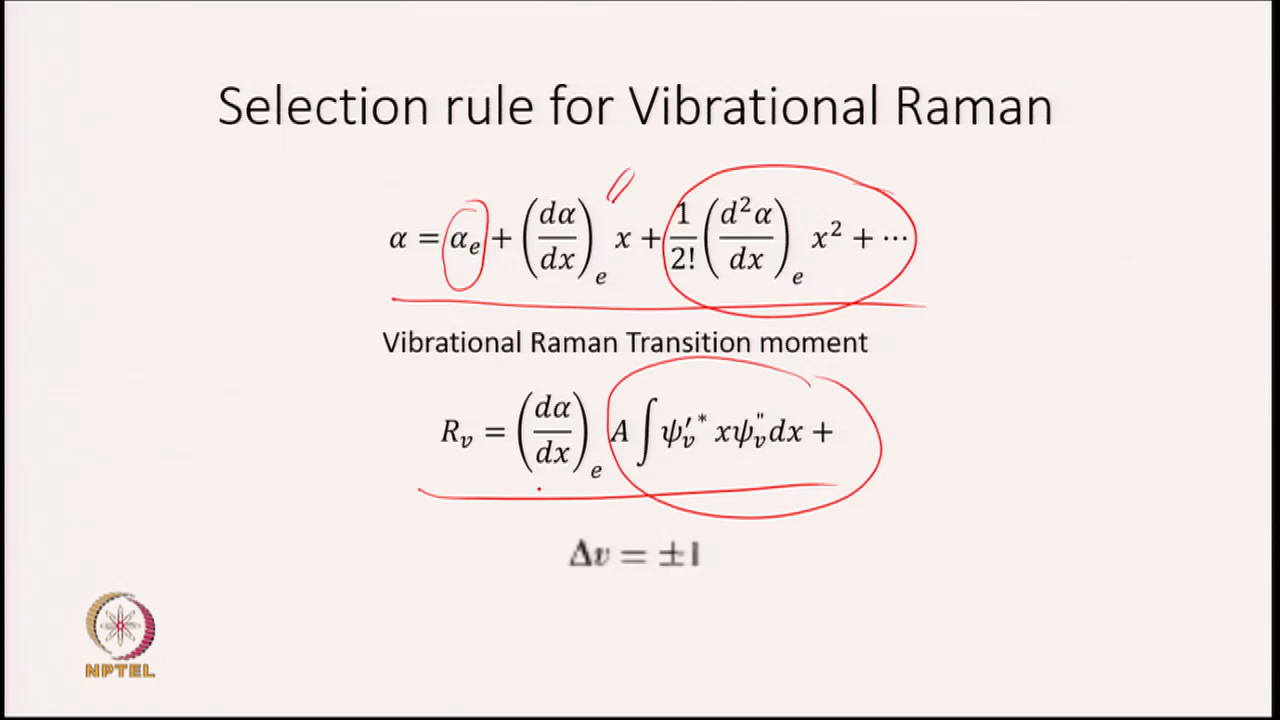 Selection rule for Vibrational Raman
α = αₑ + (dα/dx)ₑ x + 1/2! (d²α/dx)ₑ x² + ⋯
Vibrational Raman Transition moment
Rᵥ = (dα/dx)ₑ A ∫ ψᵥ′* x ψᵥ″ dx +
Δv = ±1
NPTEL